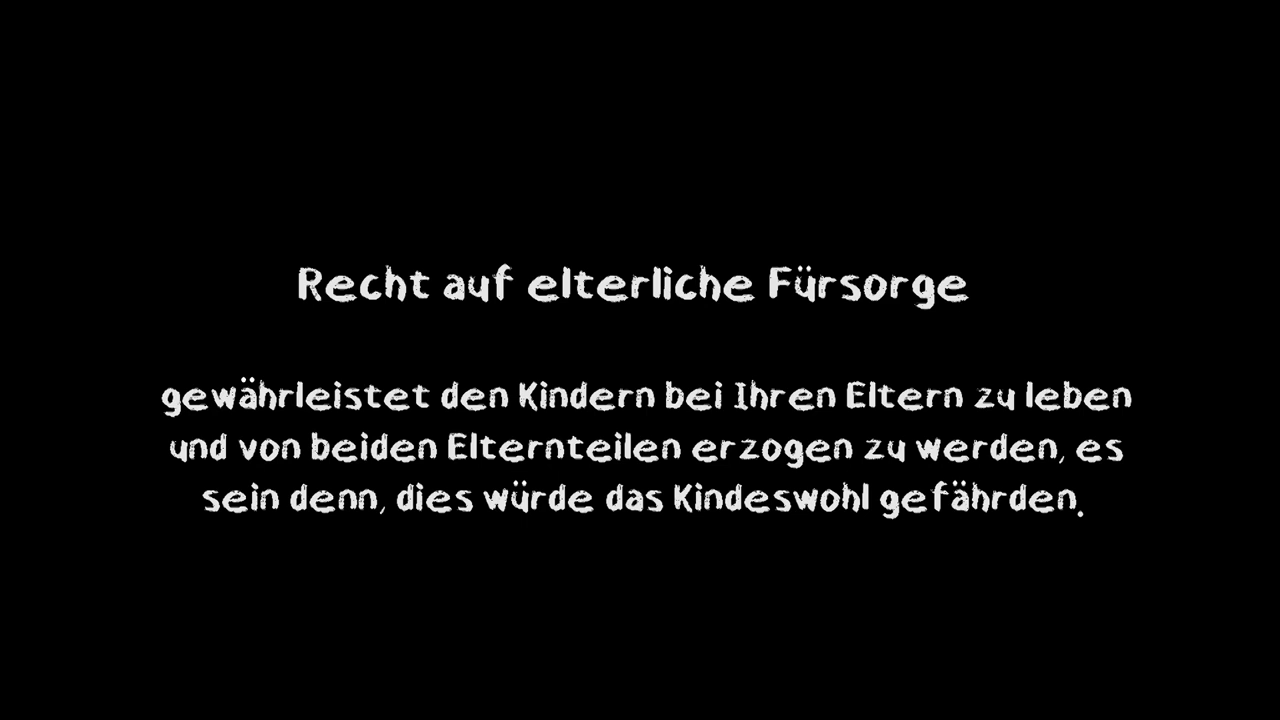 Recht auf elterliche Fürsorge
gewährleistet den Kindern bei Ihren Eltern zu leben
und von beiden Elternteilen erzogen zu werden, es
sein denn, dies würde das Kindeswohl gefährden.